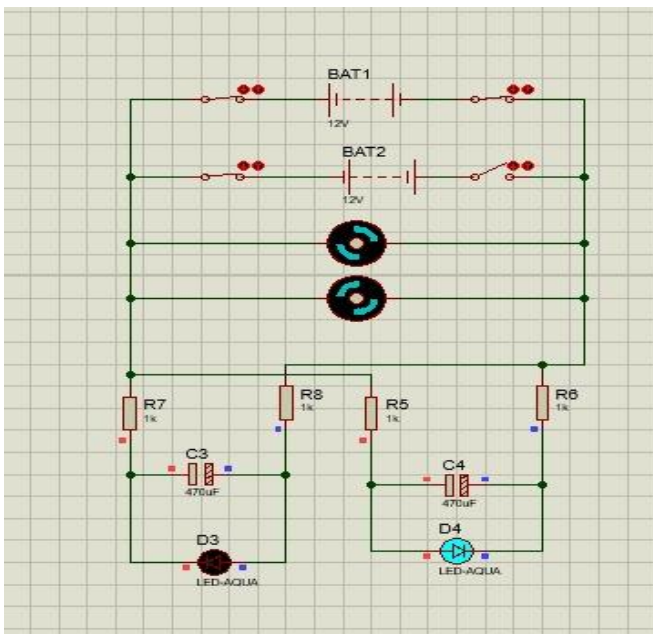 BAT1
12V
BAT2
12V
R7
1k
R8
1k
R5
1k
R6
1k
C3
470uF
C4
470uF
D3
LED-AQUA
D4
LED-AQUA